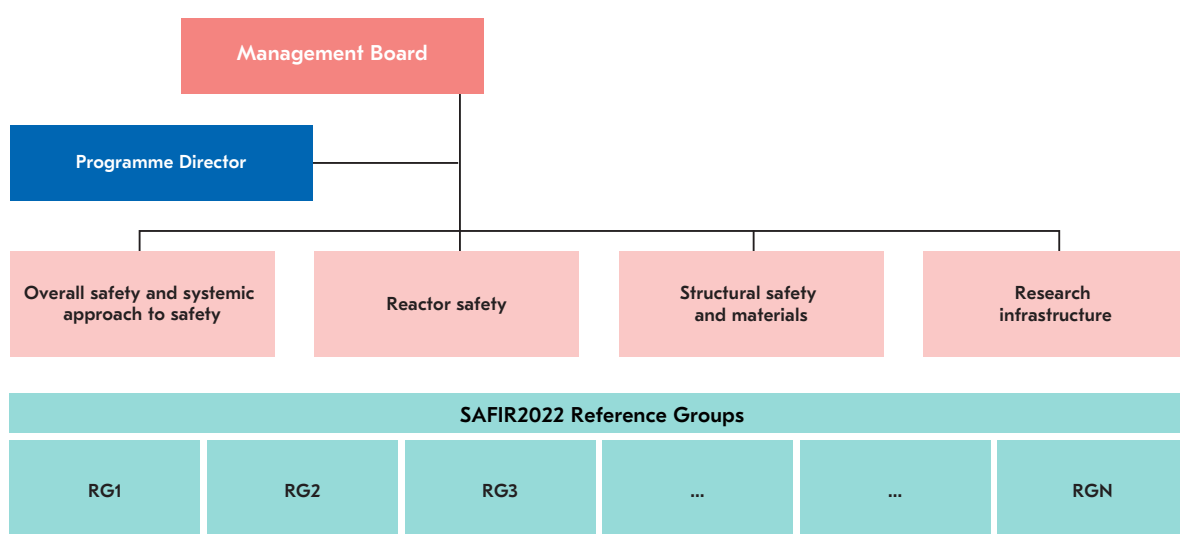 Management Board
Programme Director
Overall safety and systemic
approach to safety
Reactor safety
Structural safety
and materials
Research
infrastructure
SAFIR2022 Reference Groups
RG1
RG2
RG3
...
...
RGN